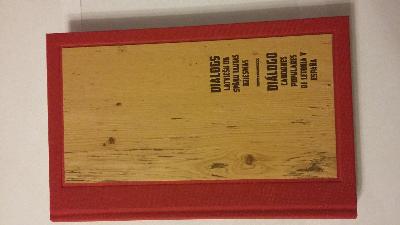 DIALOGS
LATVIEŠU UN
SPĀŅU TAUTAS
DZIESMAS
DIÁLOGO
CANCIONES
POPULARES
DE LETONIA Y
ESPAÑA